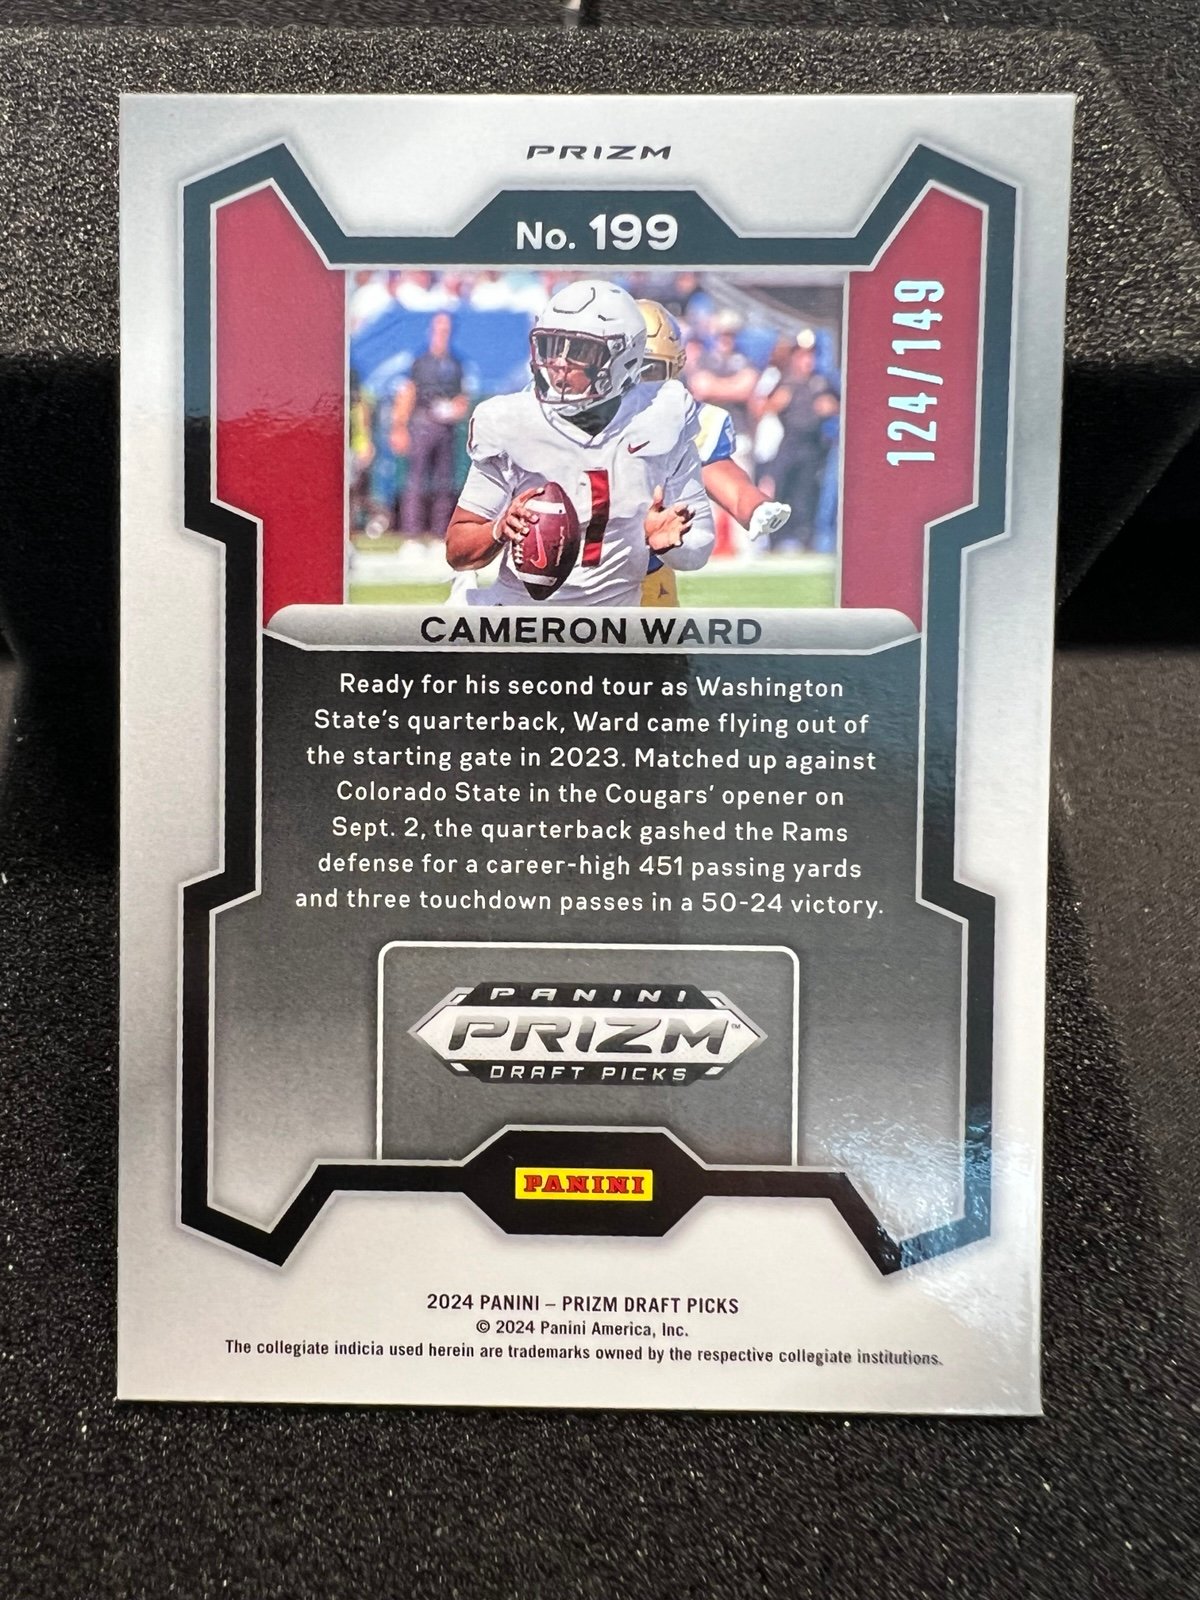 PRIZM
No. 199
124/149
1
CAMERON WARD
Ready for his second tour as Washington
State's quarterback, Ward came flying out of
the starting gate in 2023. Matched up against
Colorado State in the Cougars' opener on
Sept. 2, the quarterback gashed the Rams
defense for a career-high 451 passing yards
and three touchdown passes in a 50-24 victory.
PANINI
PRIZM™
DRAFT PICKS
PANINI
2024 PANINI – PRIZM DRAFT PICKS
© 2024 Panini America, Inc.
The collegiate indicia used herein are trademarks owned by the respective collegiate institutions.